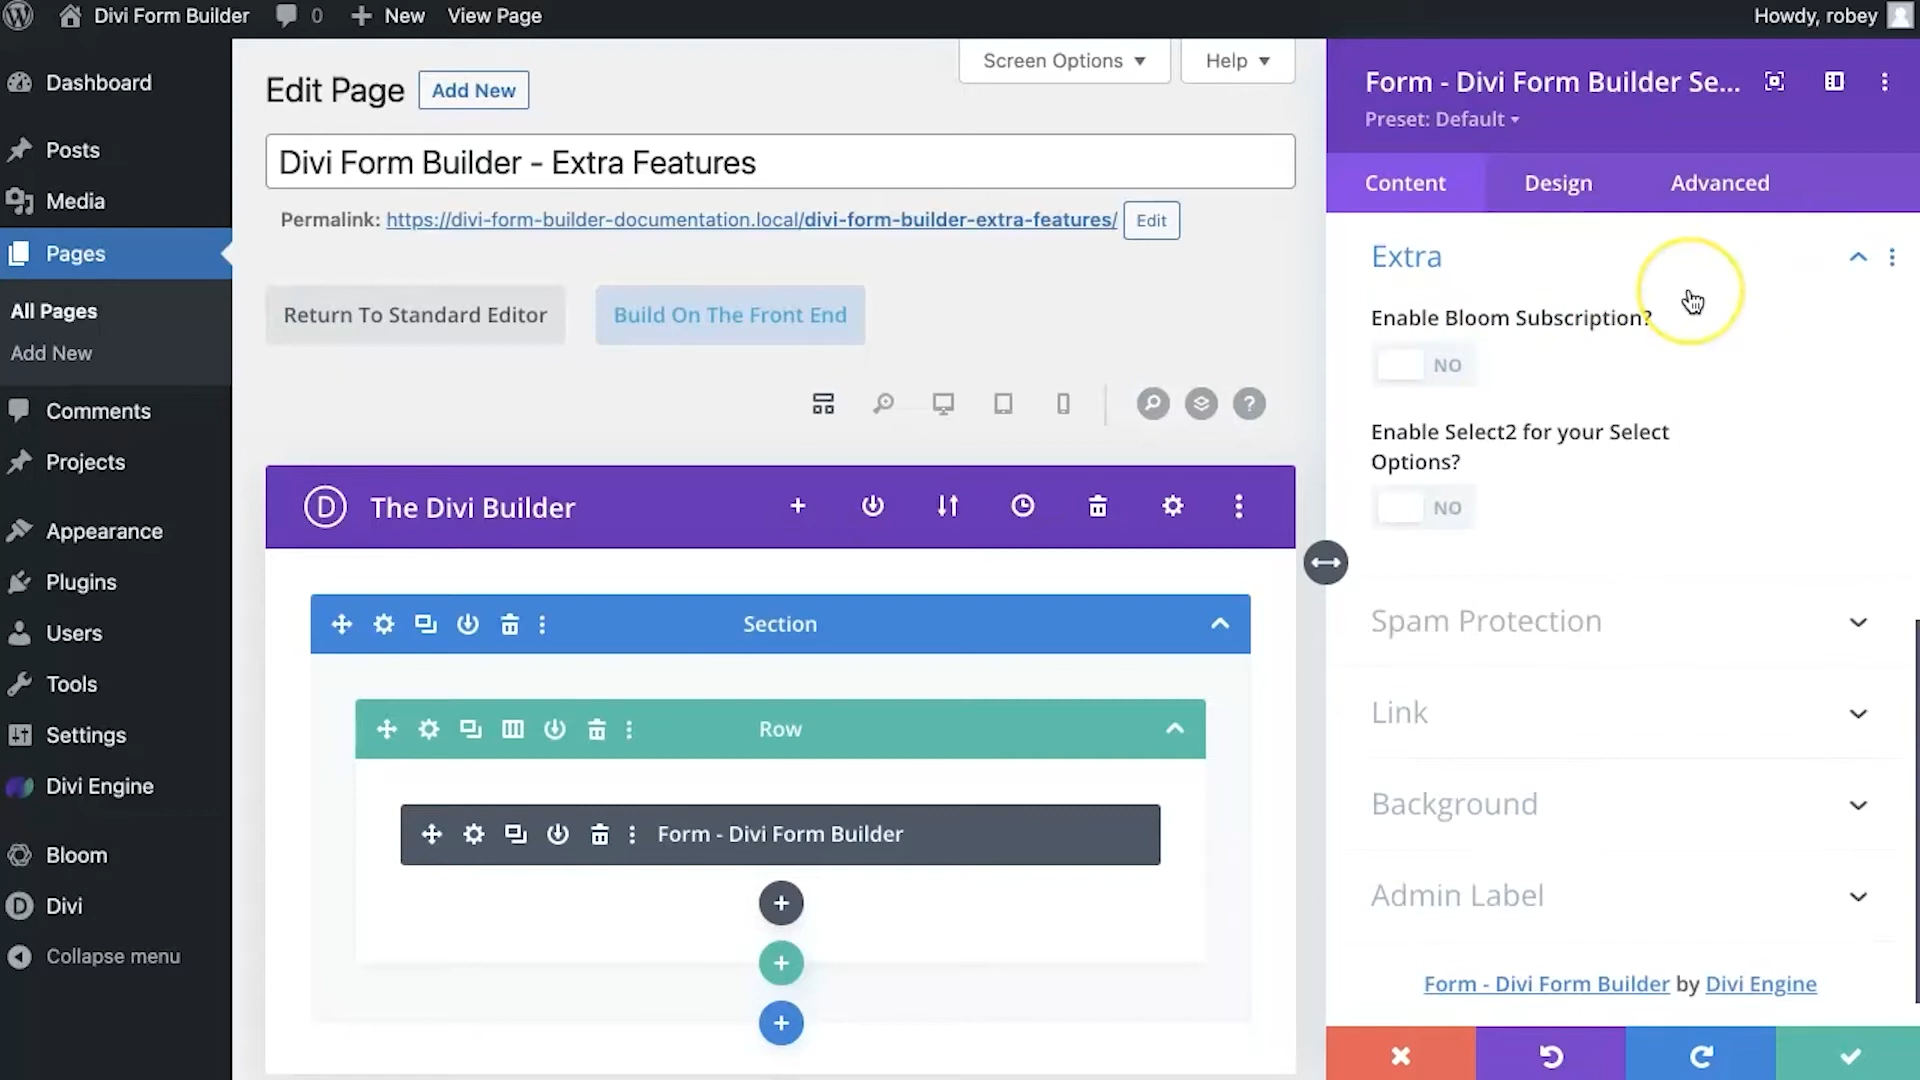 Divi Form Builder
0
New
View Page
Howdy, robey
Dashboard
Posts
Media
Pages
All Pages
Add New
Comments
Projects
Appearance
Plugins
Users
Tools
Settings
Divi Engine
Bloom
Divi
Collapse menu
Screen Options
Help
Edit Page
Add New
Divi Form Builder - Extra Features
Permalink: https://divi-form-builder-documentation.local/divi-form-builder-extra-features/ Edit
Return To Standard Editor
Build On The Front End
The Divi Builder
Section
Row
Form - Divi Form Builder
Form - Divi Form Builder Se...
Preset: Default
Content
Design
Advanced
Extra
Enable Bloom Subscription?
NO
Enable Select2 for your Select
Options?
NO
Spam Protection
Link
Background
Admin Label
Form - Divi Form Builder by Divi Engine